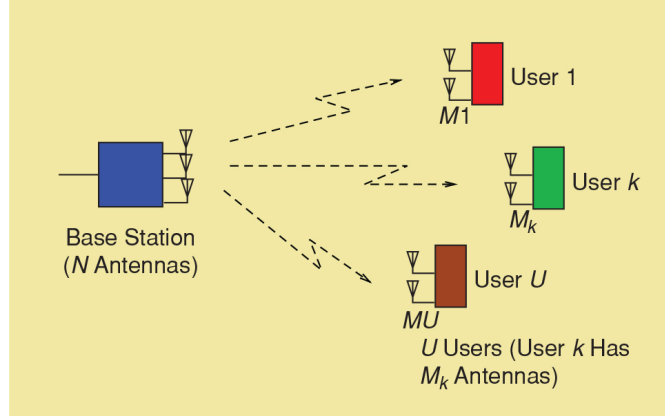 User 1
M1
User k
Mk
Base Station
(N Antennas)
User U
MU
U Users (User k Has
Mk Antennas)